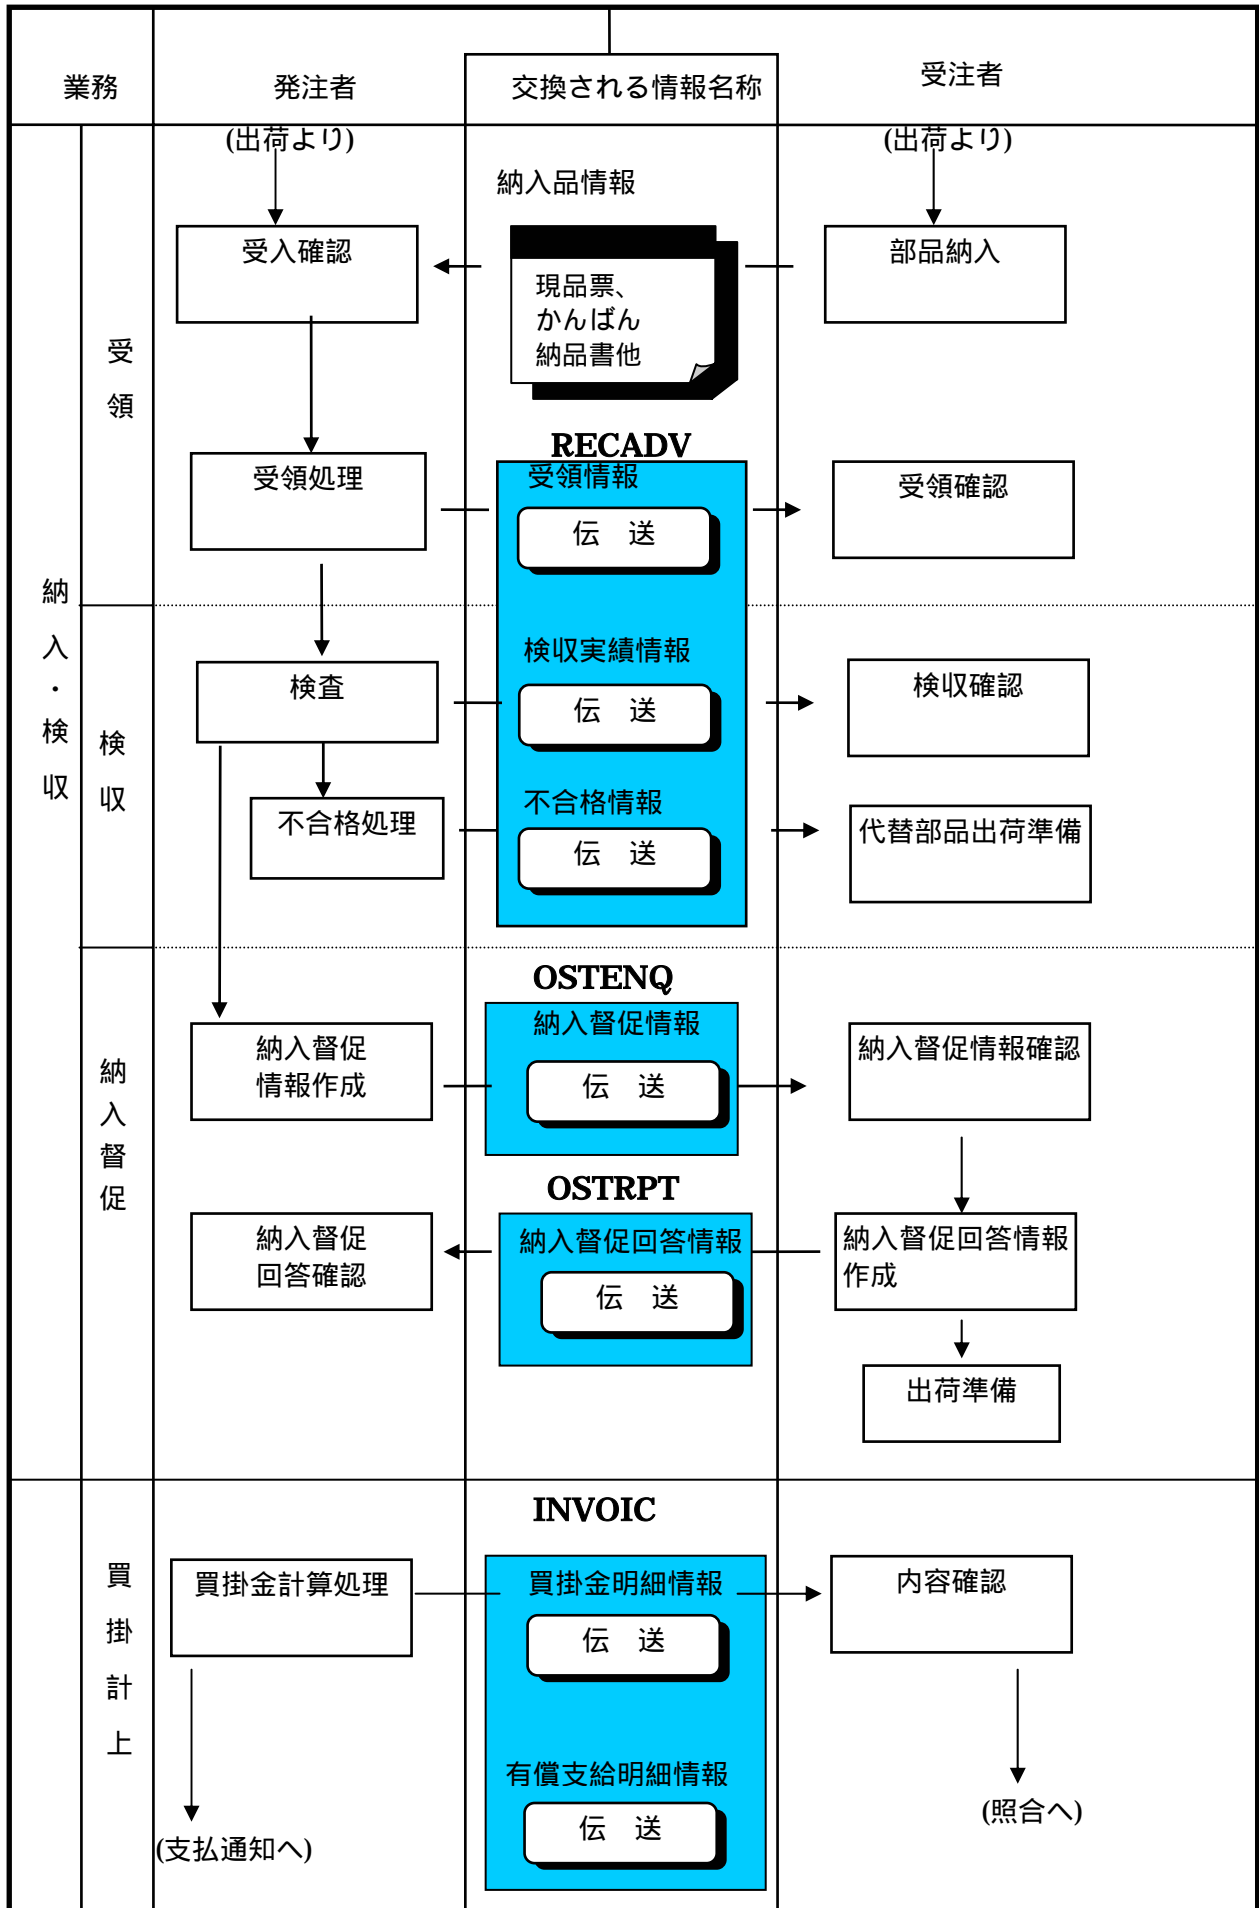 業務
発注者
交換される情報名称
受注者
納入・検収
受領
(出荷より)
(出荷より)
納入品情報
受入確認
現品票、
かんばん
納品書他
部品納入
RECADV
受領処理
受領情報
伝　送
受領確認
検収
検査
検収実績情報
伝　送
検収確認
不合格処理
不合格情報
伝　送
代替部品出荷準備
納入督促
OSTENQ
納入督促
情報作成
納入督促情報
伝　送
納入督促情報確認
OSTRPT
納入督促
回答確認
納入督促回答情報
伝　送
納入督促回答情報
作成
出荷準備
買掛計上
INVOIC
買掛金計算処理
買掛金明細情報
伝　送
内容確認
有償支給明細情報
伝　送
(支払通知へ)
(照合へ)